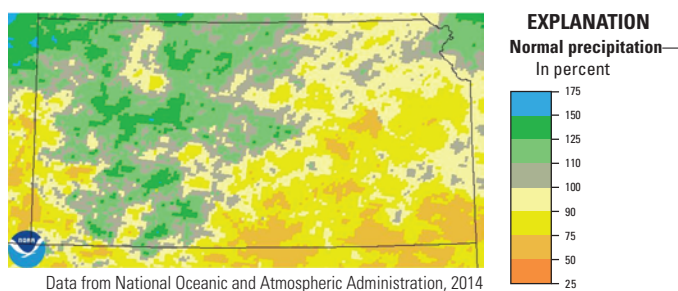 EXPLANATION
Normal precipitation—
In percent
175
150
125
110
100
90
75
50
25
NOAA
Data from National Oceanic and Atmospheric Administration, 2014